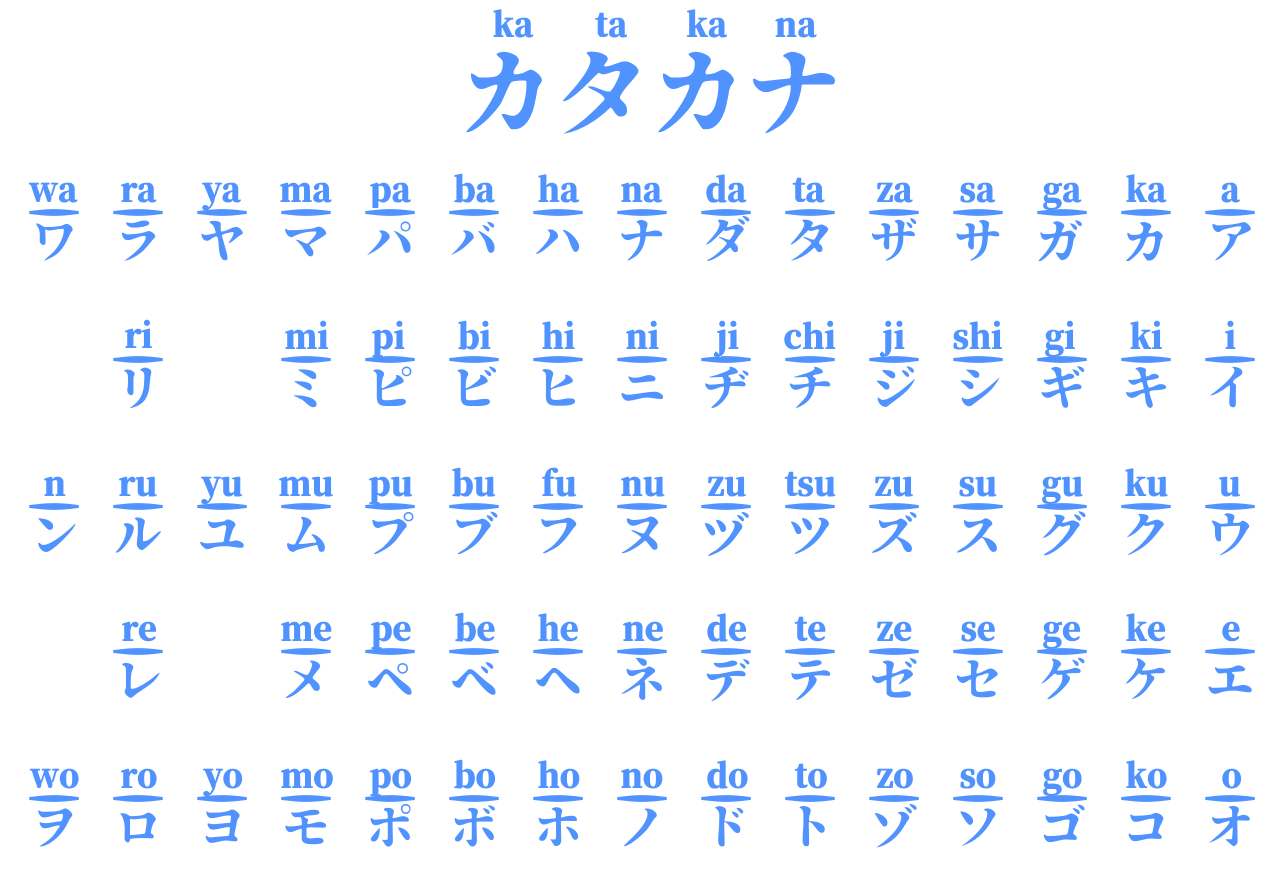 ka ta ka na
カタカナ
wa ra ya ma pa ba ha na da ta za sa ga ka a
ワ ラ ヤ マ パ バ ハ ナ ダ タ ザ サ ガ カ ア
ri mi pi bi hi ni ji chi ji shi gi ki i
リ ミ ピ ビ ヒ ニ ヂ チ ジ シ ギ キ イ
n ru yu mu pu bu fu nu zu tsu zu su gu ku u
ン ル ユ ム プ ブ フ ヌ ヅ ツ ズ ス グ ク ウ
re me pe be he ne de te ze se ge ke e
レ メ ペ ベ ヘ ネ デ テ ゼ セ ゲ ケ エ
wo ro yo mo po bo ho no do to zo so go ko o
ヲ ロ ヨ モ ポ ボ ホ ノ ド ト ゾ ソ ゴ コ オ